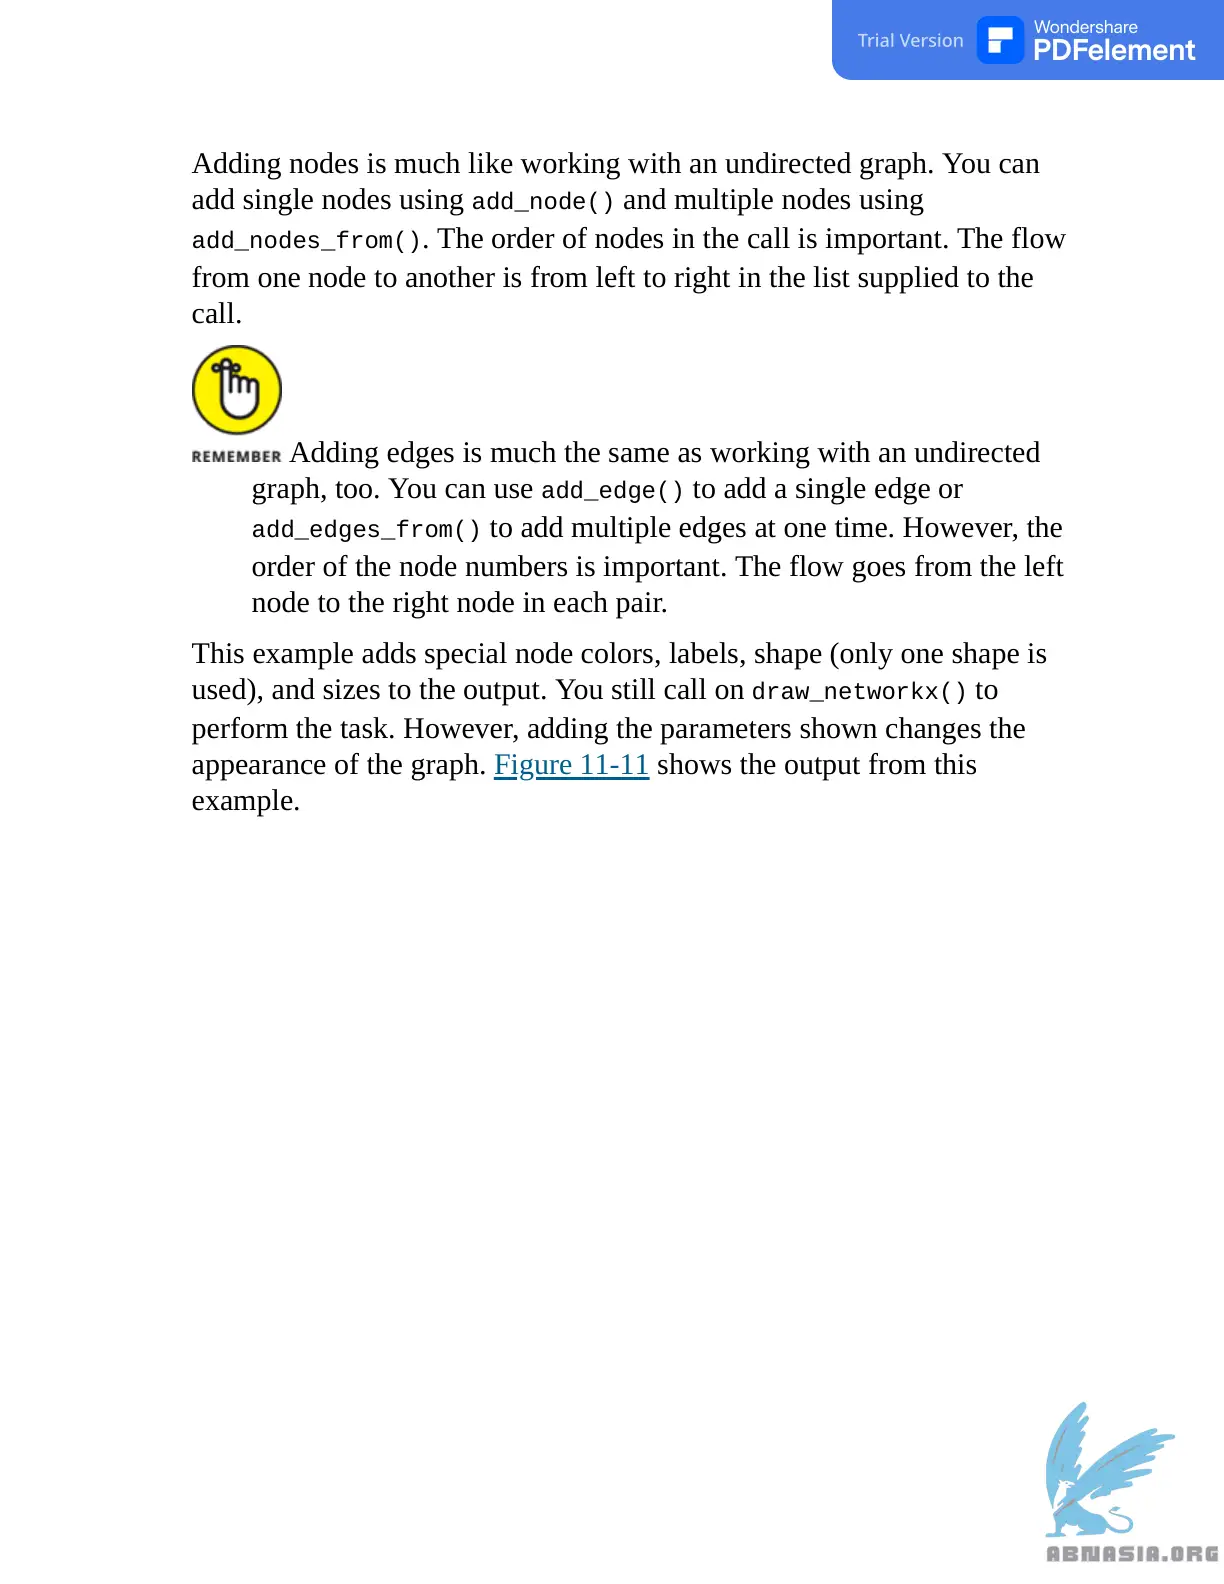 Trial Version
Wondershare
PDFelement
Adding nodes is much like working with an undirected graph. You can
add single nodes using add_node() and multiple nodes using
add_nodes_from(). The order of nodes in the call is important. The flow
from one node to another is from left to right in the list supplied to the
call.
REMEMBER Adding edges is much the same as working with an undirected
graph, too. You can use add_edge() to add a single edge or
add_edges_from() to add multiple edges at one time. However, the
order of the node numbers is important. The flow goes from the left
node to the right node in each pair.
This example adds special node colors, labels, shape (only one shape is
used), and sizes to the output. You still call on draw_networkx() to
perform the task. However, adding the parameters shown changes the
appearance of the graph. Figure 11-11 shows the output from this
example.
ABNASIA.ORG